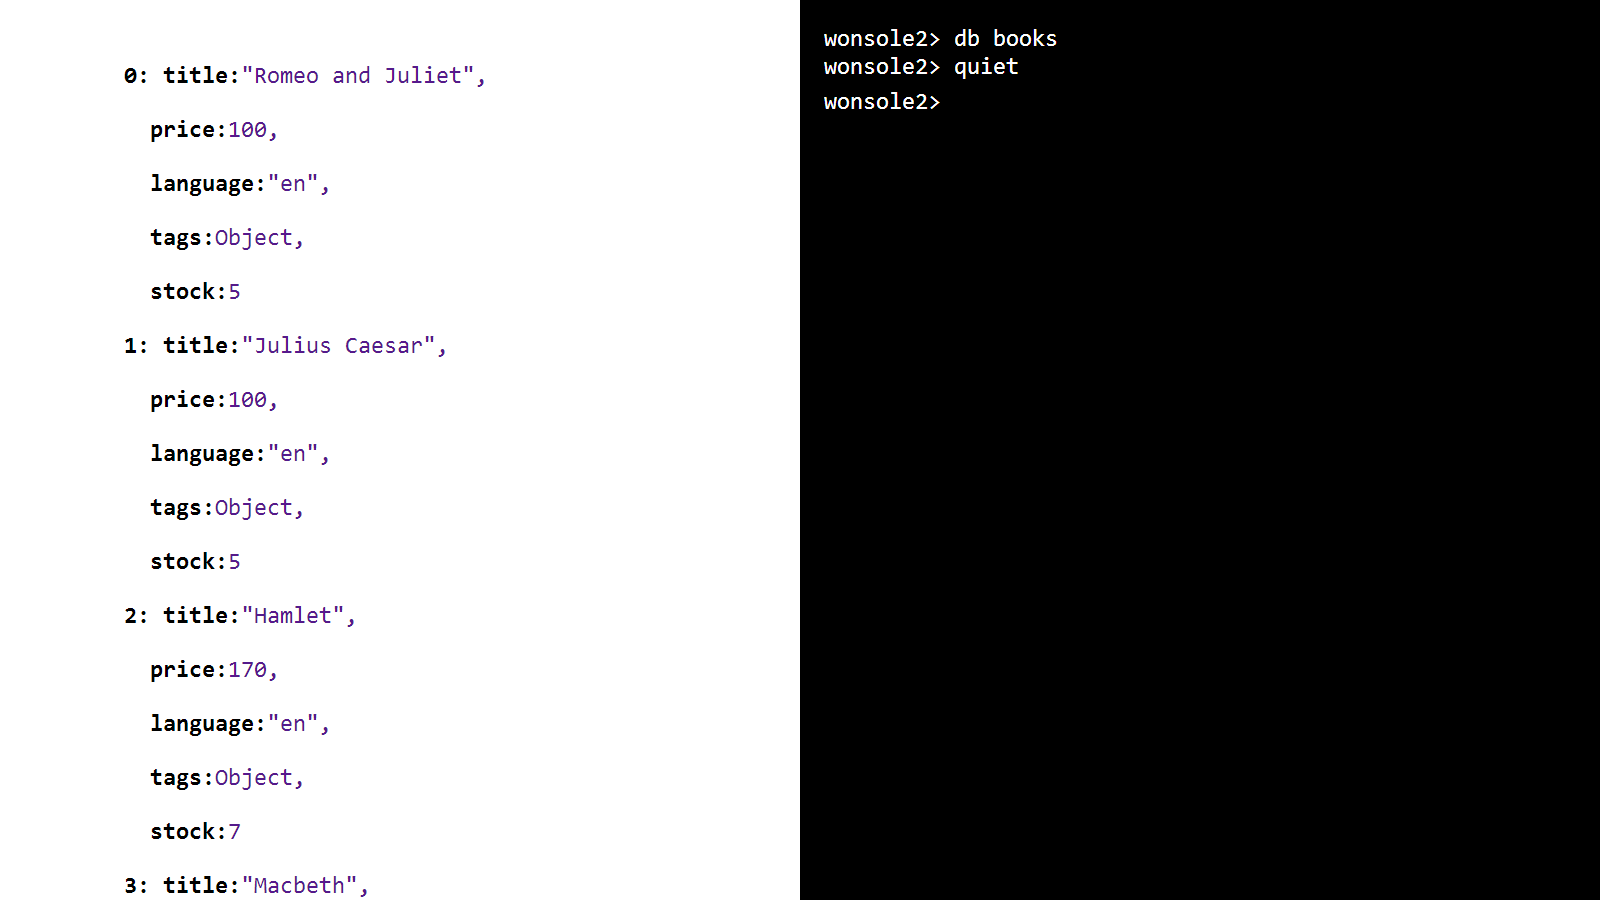 0: title:"Romeo and Juliet",
price:100,
language:"en",
tags:Object,
stock:5
1: title:"Julius Caesar",
price:100,
language:"en",
tags:Object,
stock:5
2: title:"Hamlet",
price:170,
language:"en",
tags:Object,
stock:7
3: title:"Macbeth",
wonsole2> db books
wonsole2> quiet
wonsole2>